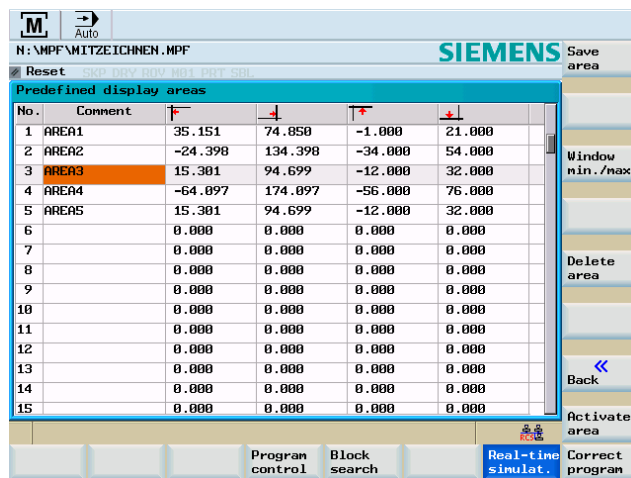 M Auto
N:\MPF\MITZEICHNEN.MPF SIEMENS
Reset SKP DRY ROV M01 PRT SBL
Predefined display areas
No. Comment
1 AREA1 35.151 74.850 -1.000 21.000
2 AREA2 -24.398 134.398 -34.000 54.000
3 AREA3 15.301 94.699 -12.000 32.000
4 AREA4 -64.097 174.097 -56.000 76.000
5 AREA5 15.301 94.699 -12.000 32.000
6 0.000 0.000 0.000 0.000
7 0.000 0.000 0.000 0.000
8 0.000 0.000 0.000 0.000
9 0.000 0.000 0.000 0.000
10 0.000 0.000 0.000 0.000
11 0.000 0.000 0.000 0.000
12 0.000 0.000 0.000 0.000
13 0.000 0.000 0.000 0.000
14 0.000 0.000 0.000 0.000
15 0.000 0.000 0.000 0.000
Save
area
Window
min./max
Delete
area
Back
Activate
area
RCS
Program
control
Block
search
Real-time
simulat.
Correct
program